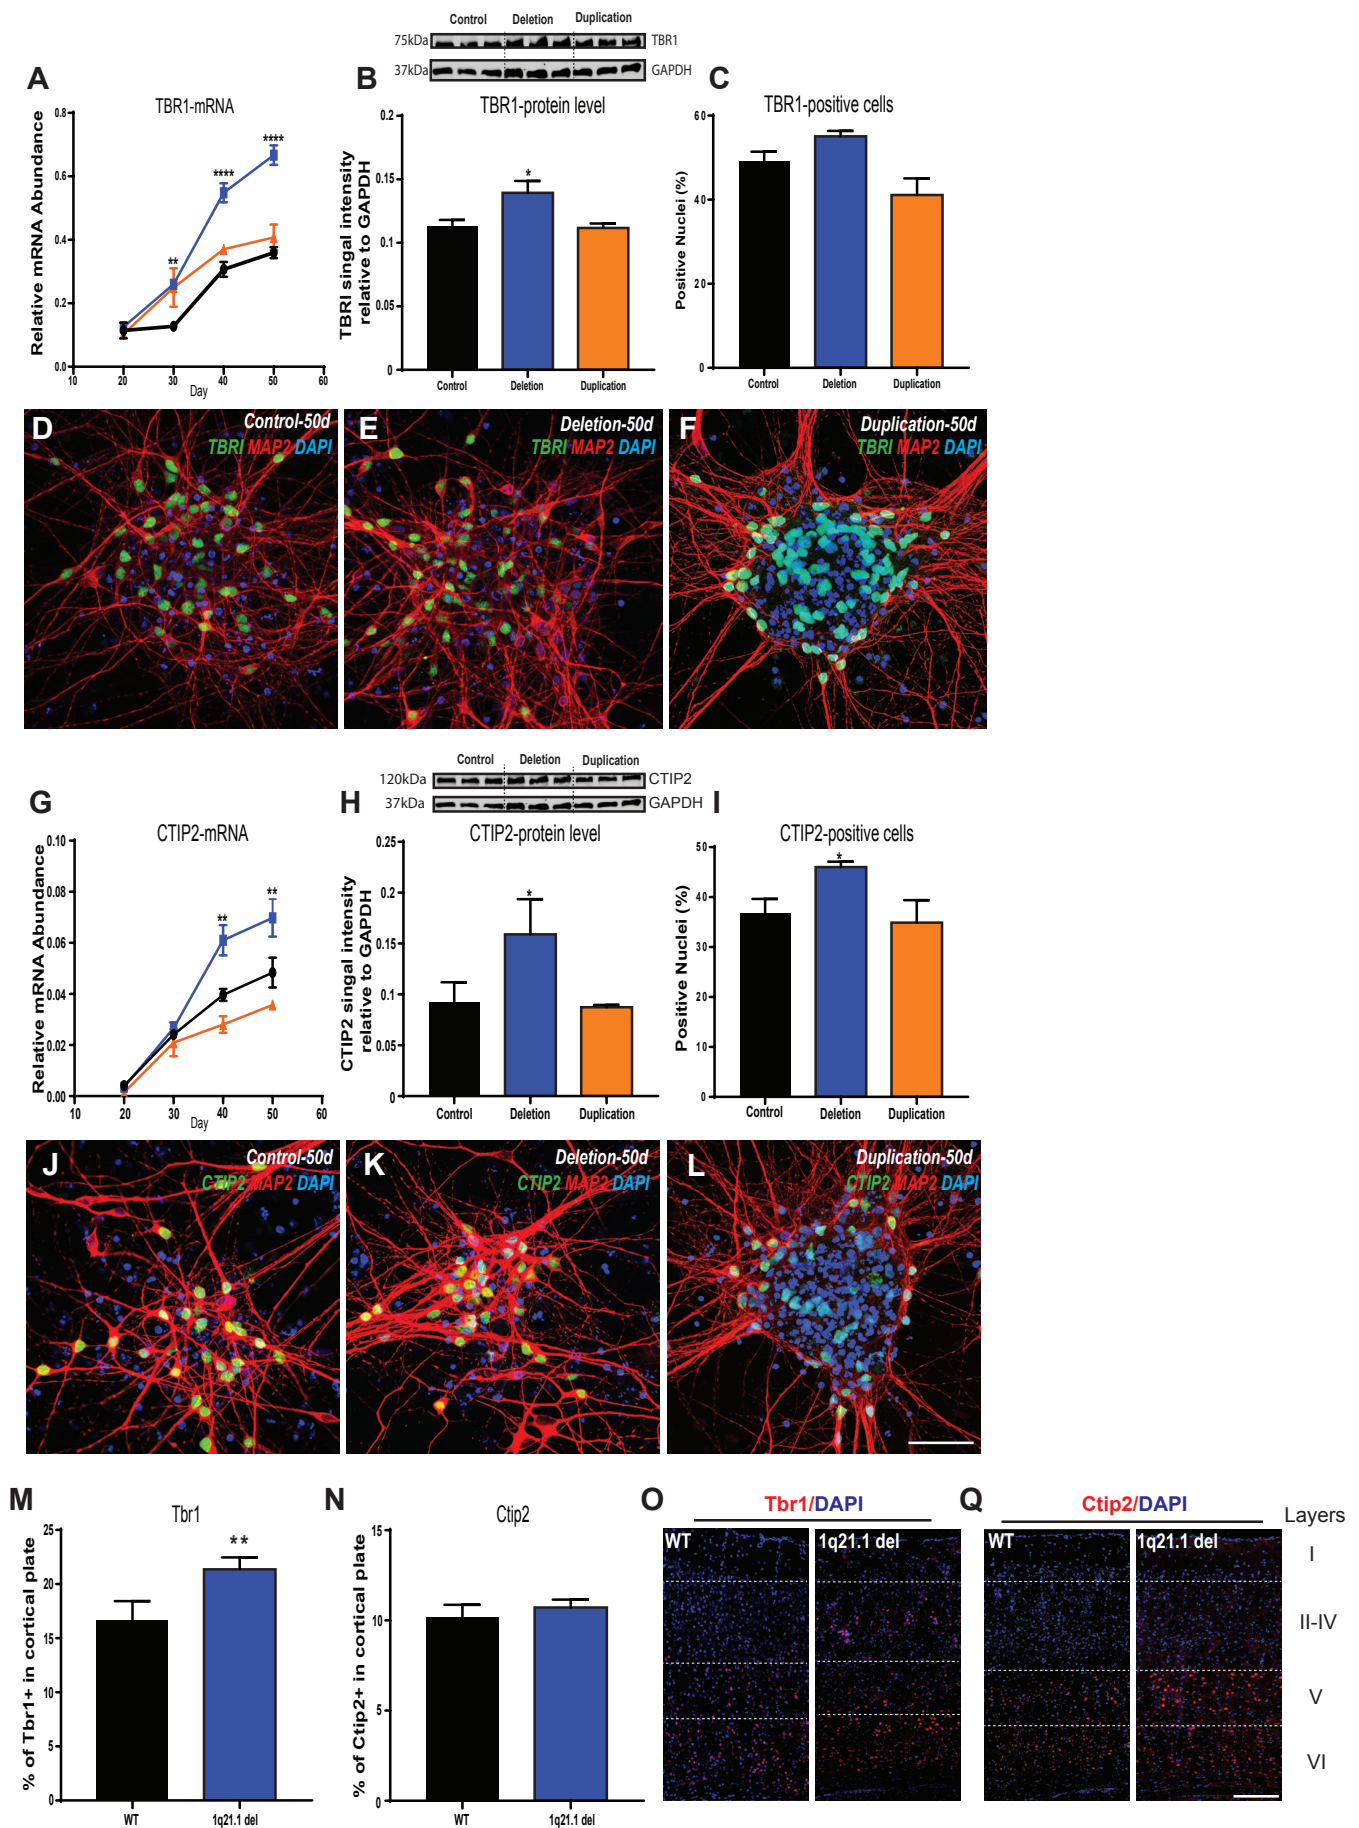 Control Deletion Duplication
75kDa TBR1
37kDa GAPDH
A B C
TBR1-mRNA
Relative mRNA Abundance
0.8
0.6
0.4
0.2
0.0
**
****
****
10 20 30 40 50 60
Day
TBR1-protein level
TBRI singal intensity
relative to GAPDH
0.2
0.15
0.1
0.05
0
*
Control Deletion Duplication
TBR1-positive cells
Positive Nuclei (%)
60
40
20
0
Control Deletion Duplication
D
Control-50d
TBRI MAP2 DAPI
E
Deletion-50d
TBRI MAP2 DAPI
F
Duplication-50d
TBRI MAP2 DAPI
Control Deletion Duplication
120kDa CTIP2
37kDa GAPDH
G H I
CTIP2-mRNA
Relative mRNA Abundance
0.10
0.08
0.06
0.04
0.02
0.00
**
**
10 20 30 40 50 60
Day
CTIP2-protein level
CTIP2 singal intensity
relative to GAPDH
0.25
0.2
0.15
0.1
0.05
0
*
Control Deletion Duplication
CTIP2-positive cells
Positive Nuclei (%)
50
40
30
20
10
0
*
Control Deletion Duplication
J
Control-50d
CTIP2 MAP2 DAPI
K
Deletion-50d
CTIP2 MAP2 DAPI
L
Duplication-50d
CTIP2 MAP2 DAPI
M
Tbr1
% of Tbr1+ in cortical plate
25
20
15
10
5
0
**
WT 1q21.1 del
N
Ctip2
% of Ctip2+ in cortical plate
15
10
5
0
WT 1q21.1 del
O
Tbr1/DAPI
WT 1q21.1 del
Q
Ctip2/DAPI
WT 1q21.1 del
Layers
I
II-IV
V
VI